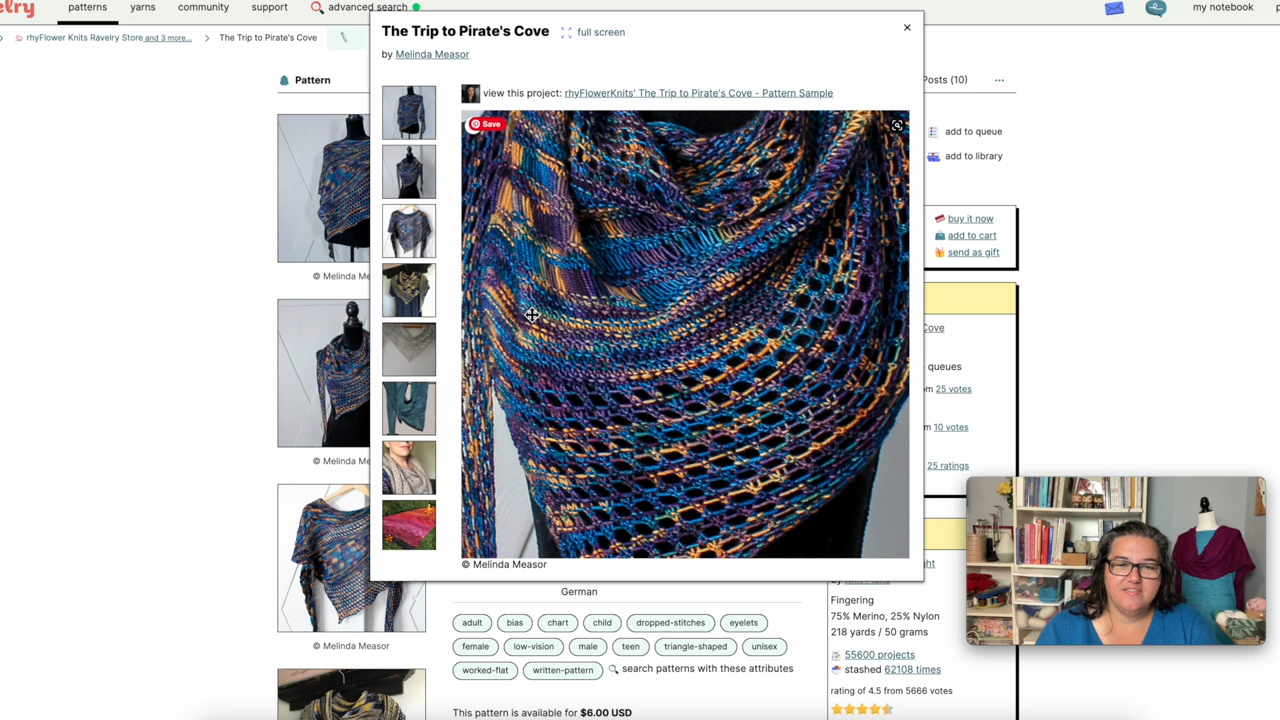 elry
patterns
yarns
community
support
advanced search
my notebook
rhyFlower Knits Ravelry Store and 3 more...
The Trip to Pirate's Cove
Pattern
© Melinda Me
© Melinda Me
© Melinda Measor
The Trip to Pirate's Cove
full screen
by Melinda Measor
view this project: rhyFlowerKnits' The Trip to Pirate's Cove - Pattern Sample
Save
© Melinda Measor
German
adult
bias
chart
child
dropped-stitches
eyelets
female
low-vision
male
teen
triangle-shaped
unisex
worked-flat
written-pattern
search patterns with these attributes
This pattern is available for $6.00 USD
Posts (10)
add to queue
add to library
buy it now
add to cart
send as gift
Cove
queues
om 25 votes
m 10 votes
25 ratings
ht
Fingering
75% Merino, 25% Nylon
218 yards / 50 grams
55600 projects
stashed 62108 times
rating of 4.5 from 5666 votes